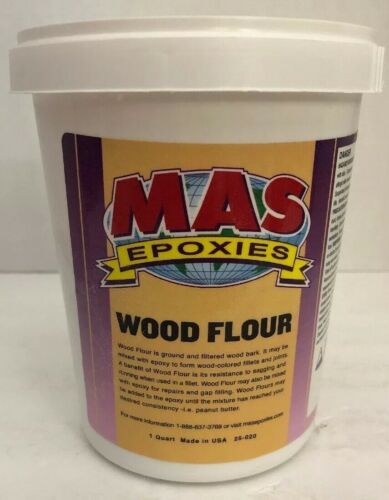 MAS
EPOXIES
WOOD FLOUR
Wood Flour is ground and filtered wood bark. It may be
mixed with epoxy to form wood-colored fillets and joints.
A benefit of Wood Flour is its resistance to sagging and
running when used in a fillet. Wood Flour may also be mixed
with epoxy for repairs and gap filling. Wood Flours may
be added to the epoxy until the mixture has reached your
desired consistency -i.e. peanut butter.
For more information 1-888-637-3769 or visit masepoxies.com
1 Quart Made in USA 25-020
DANGER